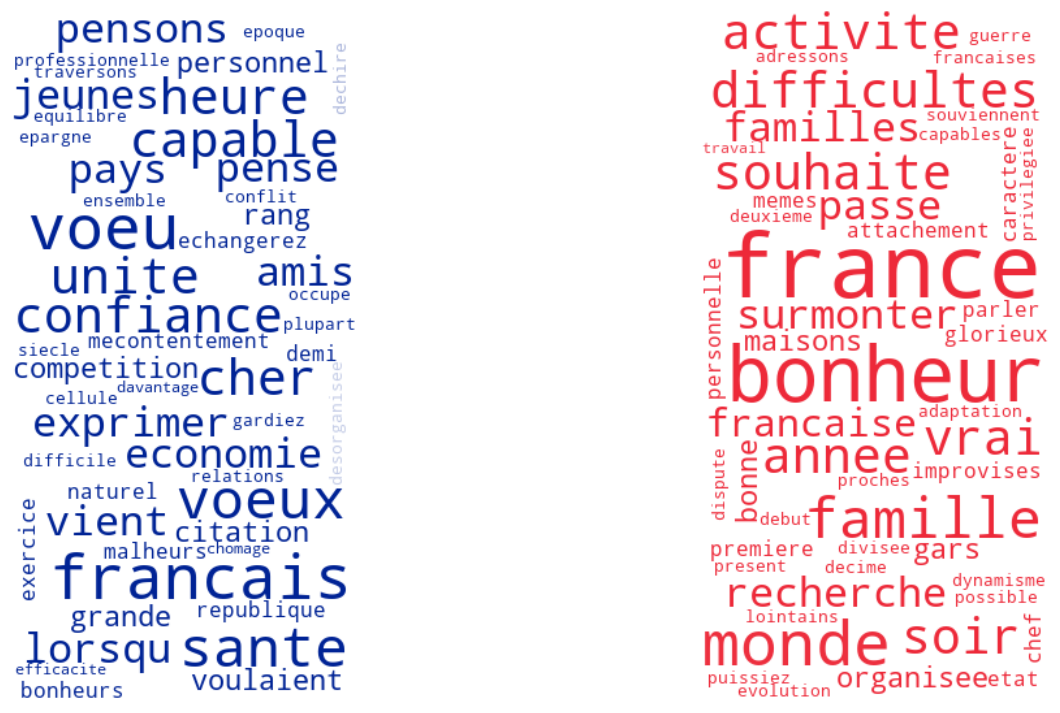 pensons epoque
professionnelle personnel
traversons
dechire
jeunes heure
equilibre
epargne capable
pays pense
ensemble conflit
rang
voeu echangerez
unite amis
occupe
confiance plupart
mecontentement
siecle demi
competition cher
davantage
cellule
desorganisee
exprimer gardiez
difficile economie
relations
naturel voeux
exercice
vient citation
malheurs chomage
francais
grande republique
lorsqu sante
efficacite voulaient
bonheurs
activite guerre
adressons francaises
difficultes
souviennent
familles capables
travail
caractere
privilegiee
souhaite
memes passe
deuxieme
attachement
france
personnelle
surmonter parler
maisons glorieux
bonheur
francaise adaptation
vrai
annee improvises
dispute
bonne
proches
debut famille
premiere divisee gars
present decime
recherche dynamisme
possible
lointains
monde soir
chef
puissiez organisee etat
evolution